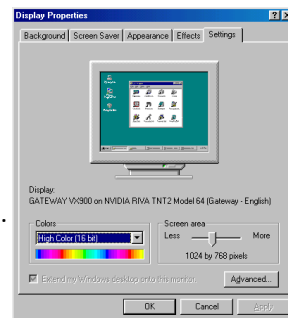 Display Properties
Background Screen Saver Appearance Effects Settings
Display:
GATEWAY VX900 on NVIDIA RIVA TNT2 Model 64 (Gateway - English)
Colors
High Color (16 bit)
Screen area
Less More
1024 by 768 pixels
Extend my Windows desktop onto this monitor.
Advanced...
OK Cancel Apply